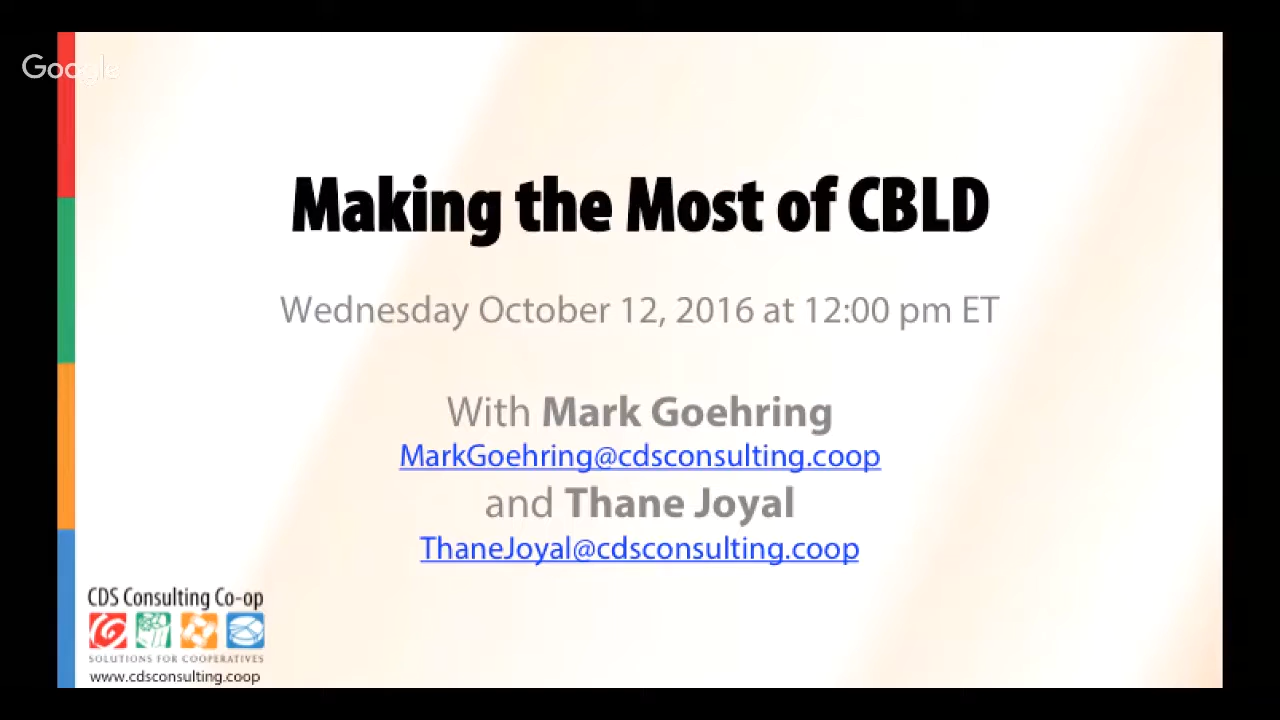 Google
Making the Most of CBLD
Wednesday October 12, 2016 at 12:00 pm ET
With Mark Goehring
MarkGoehring@cdsconsulting.coop
and Thane Joyal
ThaneJoyal@cdsconsulting.coop
CDS Consulting Co-op
SOLUTIONS FOR COOPERATIVES
www.cdsconsulting.coop